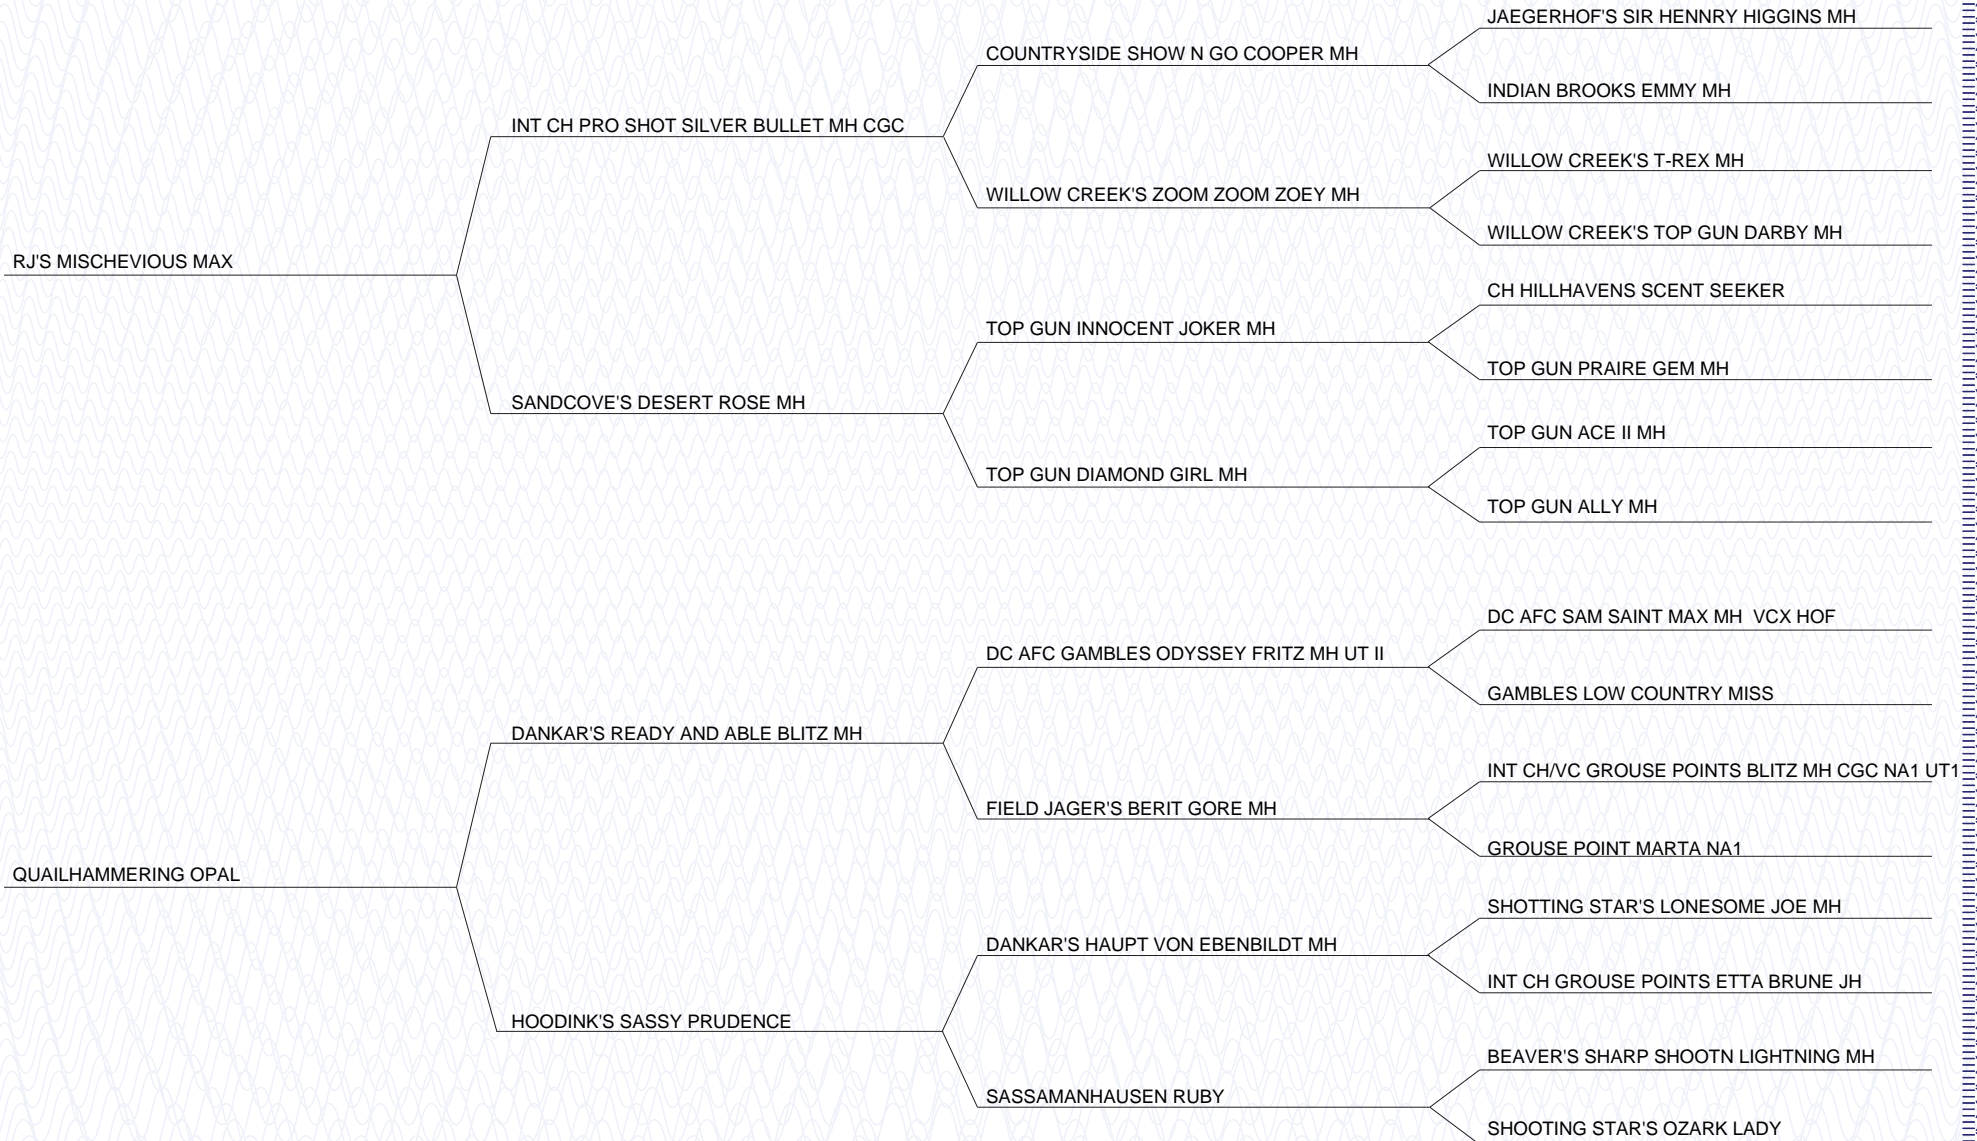 JAEGERHOF'S SIR HENNRY HIGGINS MH
COUNTRYSIDE SHOW N GO COOPER MH
INDIAN BROOKS EMMY MH
INT CH PRO SHOT SILVER BULLET MH CGC
WILLOW CREEK'S T-REX MH
WILLOW CREEK'S ZOOM ZOOM ZOEY MH
WILLOW CREEK'S TOP GUN DARBY MH
RJ'S MISCHEVIOUS MAX
CH HILLHAVENS SCENT SEEKER
TOP GUN INNOCENT JOKER MH
TOP GUN PRAIRE GEM MH
SANDCOVE'S DESERT ROSE MH
TOP GUN ACE II MH
TOP GUN DIAMOND GIRL MH
TOP GUN ALLY MH
DC AFC SAM SAINT MAX MH  VCX HOF
DC AFC GAMBLES ODYSSEY FRITZ MH UT II
GAMBLES LOW COUNTRY MISS
DANKAR'S READY AND ABLE BLITZ MH
INT CH/VC GROUSE POINTS BLITZ MH CGC NA1 UT1
FIELD JAGER'S BERIT GORE MH
GROUSE POINT MARTA NA1
QUAILHAMMERING OPAL
SHOTTING STAR'S LONESOME JOE MH
DANKAR'S HAUPT VON EBENBILDT MH
INT CH GROUSE POINTS ETTA BRUNE JH
HOODINK'S SASSY PRUDENCE
BEAVER'S SHARP SHOOTN LIGHTNING MH
SASSAMANHAUSEN RUBY
SHOOTING STAR'S OZARK LADY